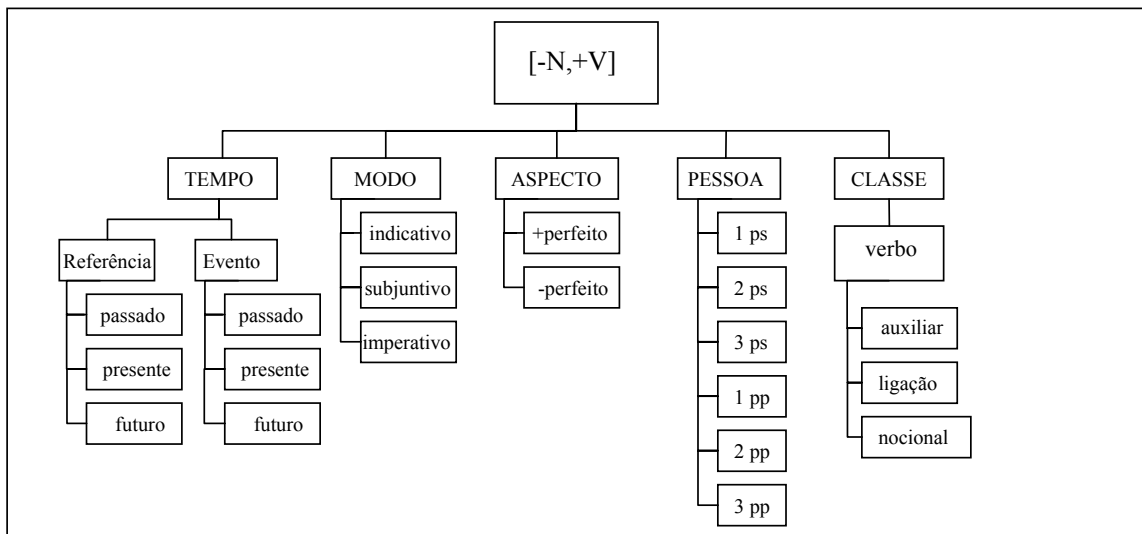 [-N,+V]
TEMPO
MODO
ASPECTO
PESSOA
CLASSE
Referência
Evento
passado
presente
futuro
passado
presente
futuro
indicativo
subjuntivo
imperativo
+perfeito
-perfeito
1 ps
2 ps
3 ps
1 pp
2 pp
3 pp
verbo
auxiliar
ligação
nocional